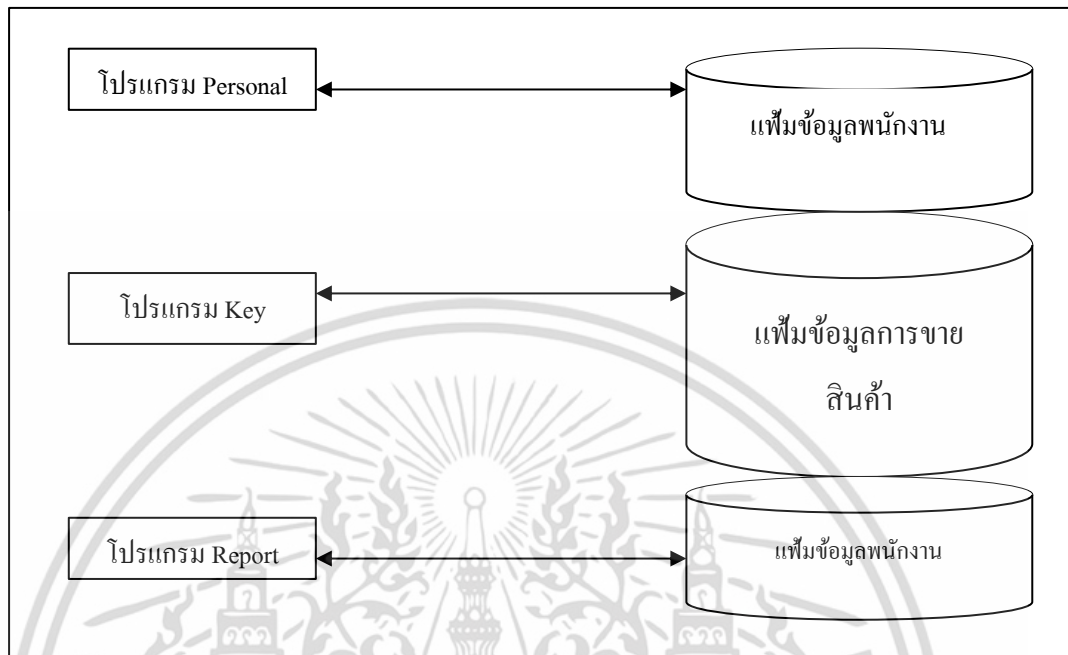 โปรแกรม Personal
แฟ้มข้อมูลพนักงาน
โปรแกรม Key
แฟ้มข้อมูลการขาย
สินค้า
โปรแกรม Report
แฟ้มข้อมูลพนักงาน